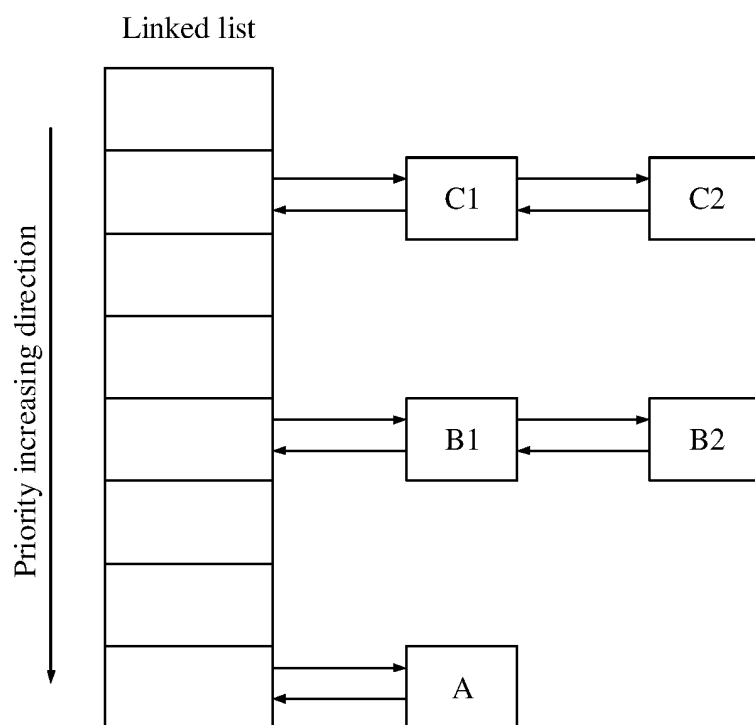 Linked list
Priority increasing direction
C1
C2
B1
B2
A